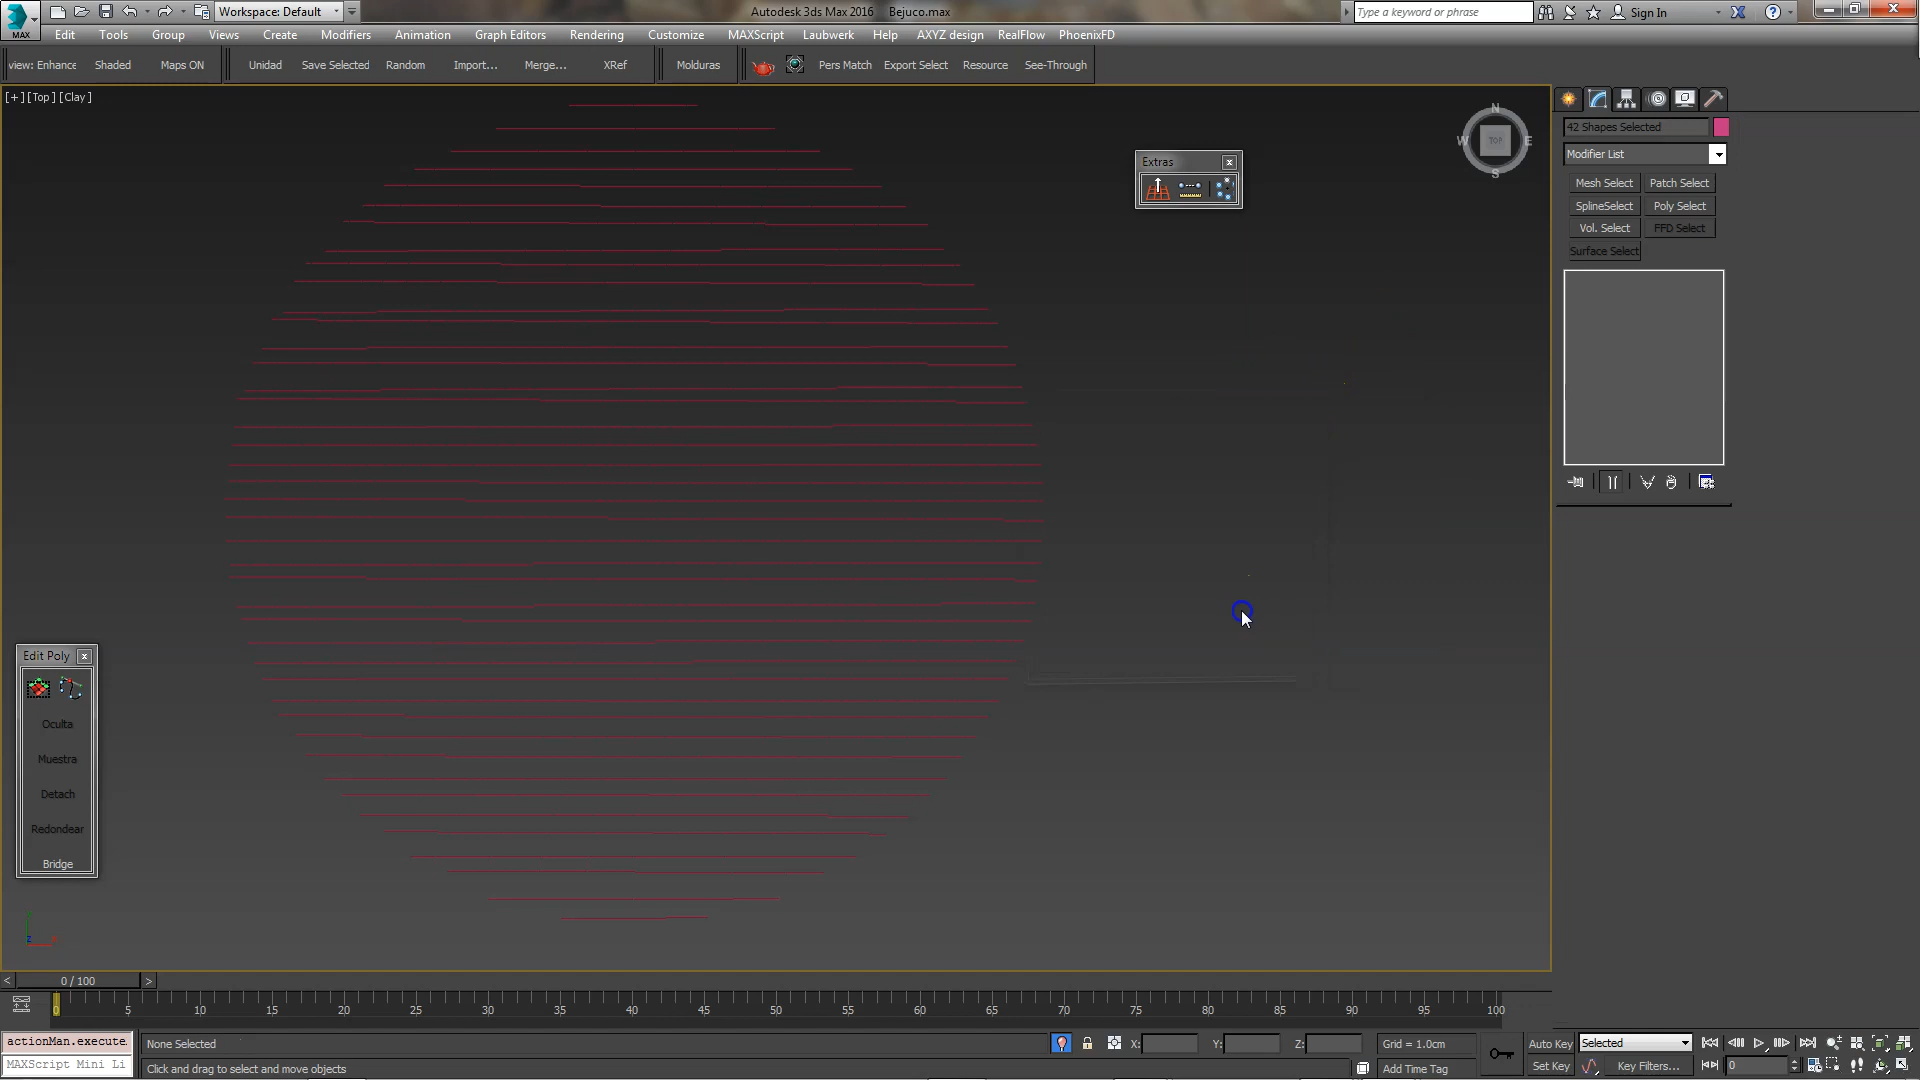 Workspace: Default
Autodesk 3ds Max 2016    Bejuco.max
Type a keyword or phrase
Sign In
MAX
Edit Tools Group Views Create Modifiers Animation Graph Editors Rendering Customize MAXScript Laubwerk Help AXYZ design RealFlow PhoenixFD
view: Enhance Shaded Maps ON Unidad Save Selected Random Import... Merge... XRef Molduras Pers Match Export Select Resource See-Through
[+] [Top] [Clay]
N
W TOP E
S
Extras
42 Shapes Selected
Modifier List
Mesh Select Patch Select
SplineSelect Poly Select
Vol. Select FFD Select
Surface Select
Edit Poly
Oculta
Muestra
Detach
Redondear
Bridge
0 / 100
0 5 10 15 20 25 30 35 40 45 50 55 60 65 70 75 80 85 90 95 100
actionMan.execute
None Selected
X: Y: Z:
Grid = 1.0cm
Auto Key
Selected
MAXScript Mini Li
Click and drag to select and move objects
Add Time Tag
Set Key
Key Filters...
0